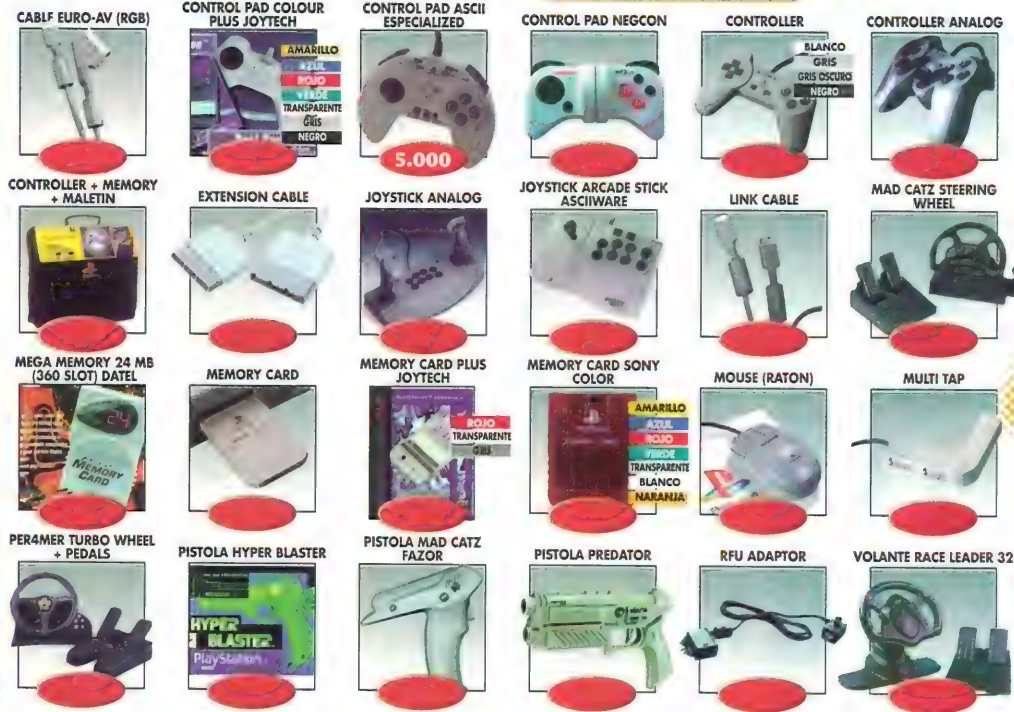 CABLE EURO-AV (RGB)
CONTROL PAD COLOUR
PLUS JOYTECH
AMARILLO
AZUL
ROJO
VERDE
TRANSPARENTE
GRIS
NEGRO
CONTROL PAD ASCII
ESPECIALIZED
5.000
CONTROL PAD NEGCON
CONTROLLER
BLANCO
GRIS
GRIS OSCURO
NEGRO
CONTROLLER ANALOG
CONTROLLER + MEMORY
+ MALETIN
EXTENSION CABLE
JOYSTICK ANALOG
JOYSTICK ARCADE STICK
ASCIIWARE
LINK CABLE
MAD CATZ STEERING
WHEEL
MEGA MEMORY 24 MB
(360 SLOT) DATEL
24
MEMORY
CARD
MEMORY CARD
MEMORY CARD PLUS
JOYTECH
ROJO
TRANSPARENTE
GRIS
MEMORY CARD SONY
COLOR
AMARILLO
AZUL
ROJO
VERDE
TRANSPARENTE
BLANCO
NARANJA
MOUSE (RATON)
MULTI TAP
PER4MER TURBO WHEEL
+ PEDALS
PISTOLA HYPER BLASTER
HYPER
BLASTER
PlayStation
PISTOLA MAD CATZ
FAZOR
PISTOLA PREDATOR
RFU ADAPTOR
VOLANTE RACE LEADER 32